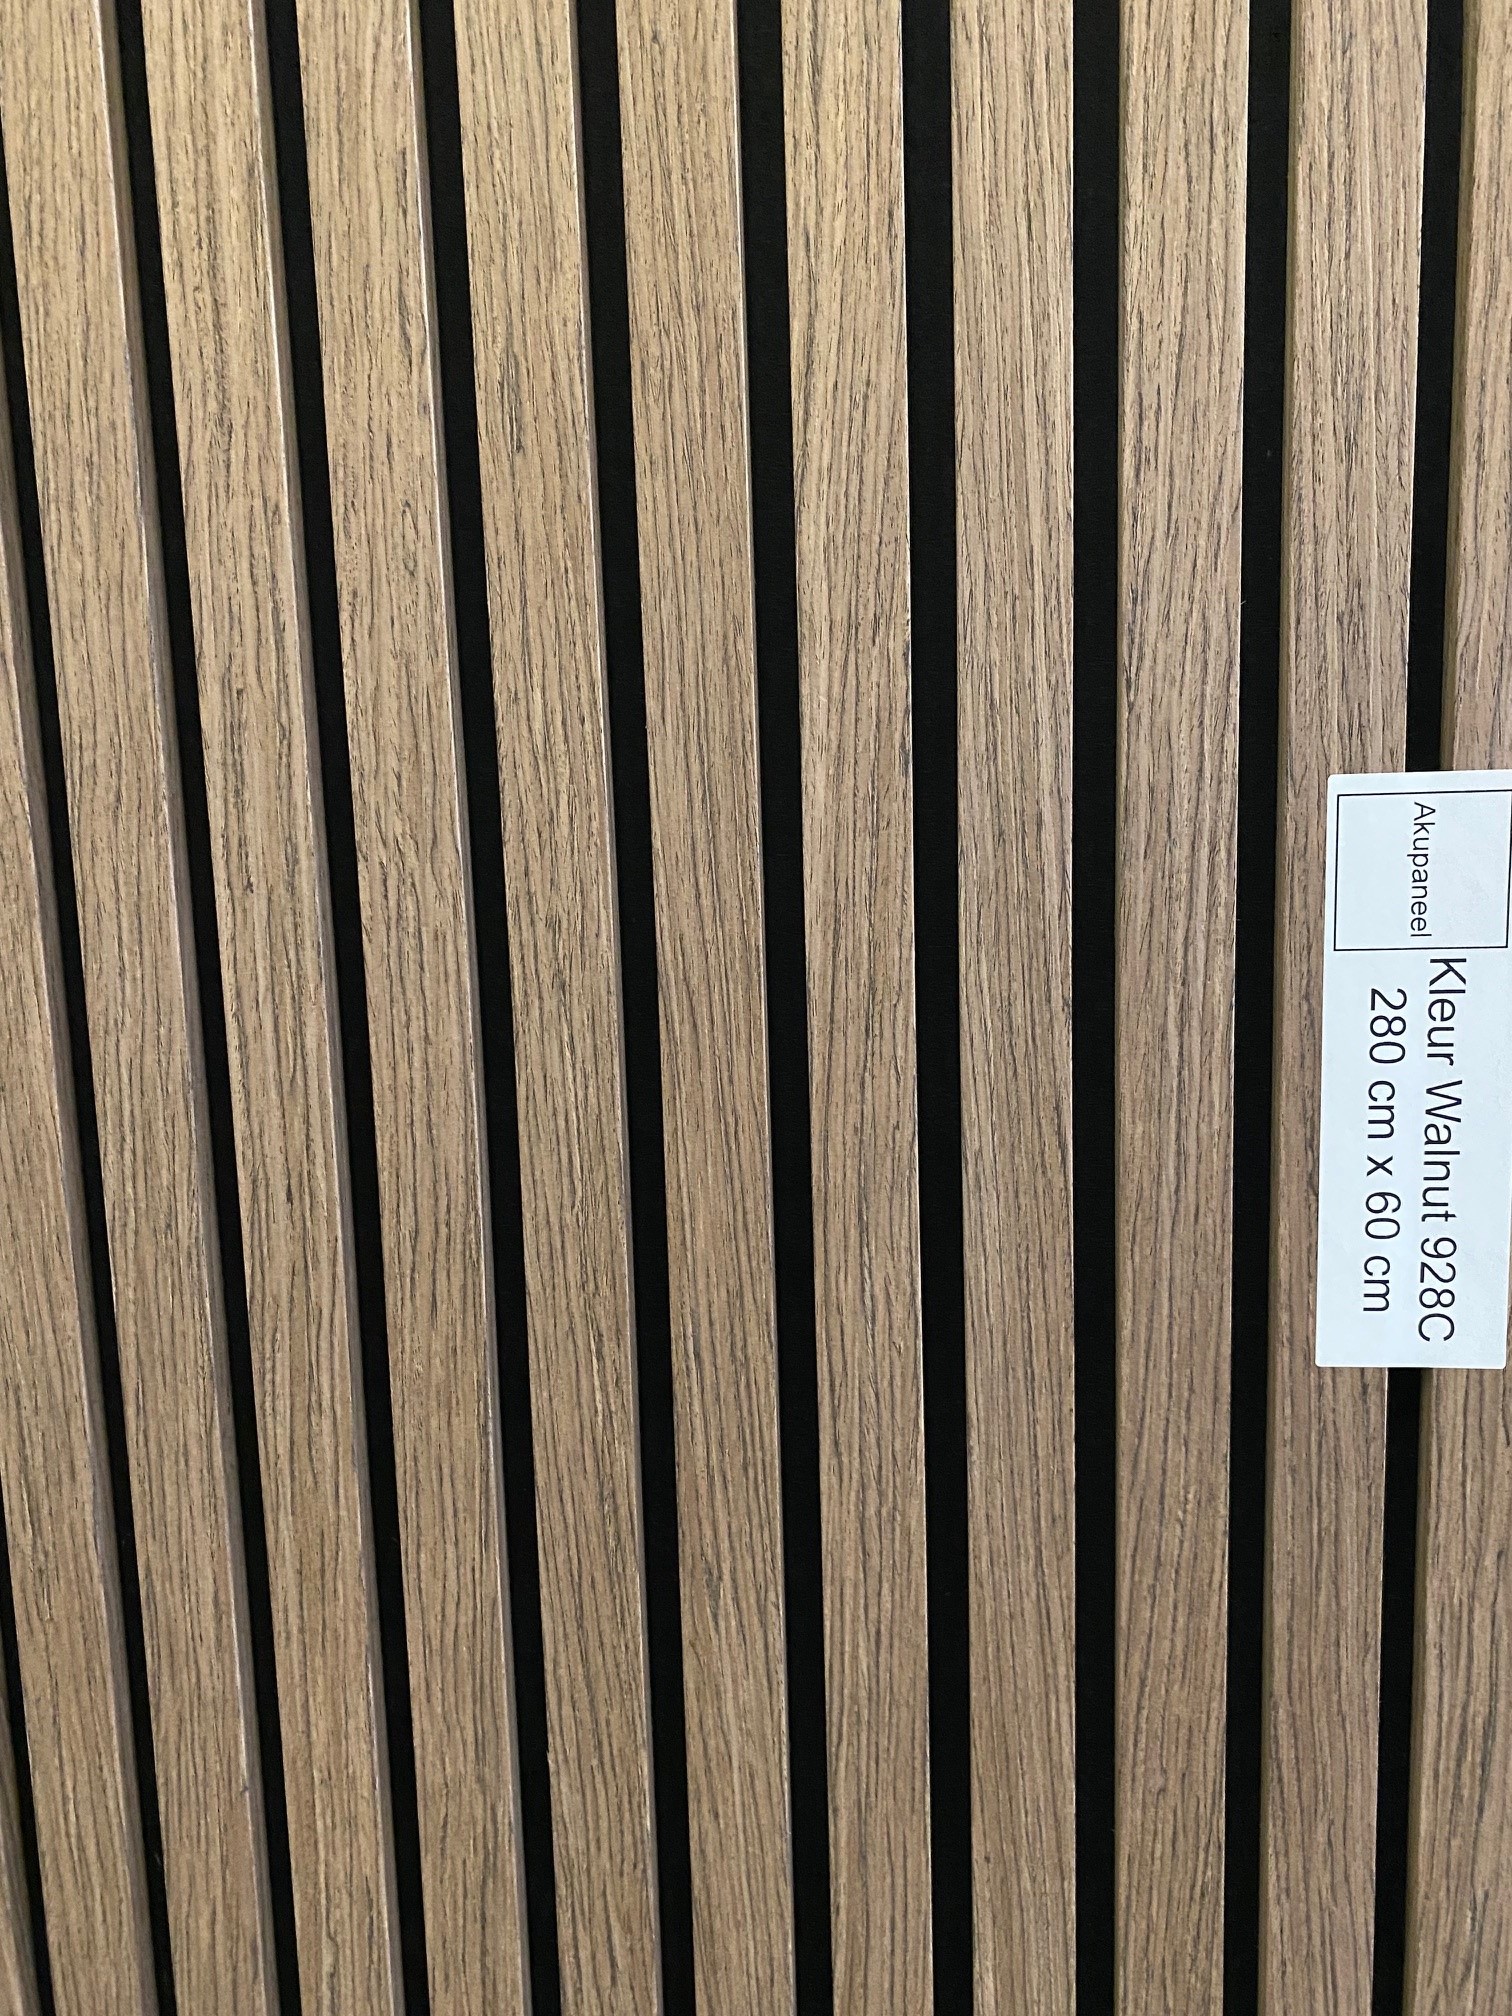 Akupaneel
Kleur Walnut 928C
280 cm x 60 cm